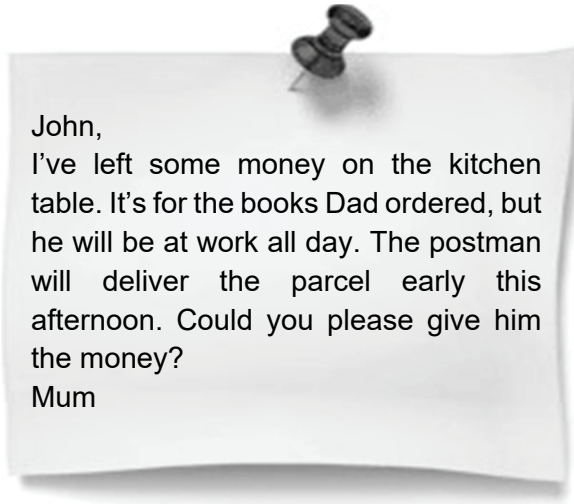 John,
I’ve left some money on the kitchen
table. It’s for the books Dad ordered, but
he will be at work all day. The postman
will deliver the parcel early this
afternoon. Could you please give him
the money?
Mum